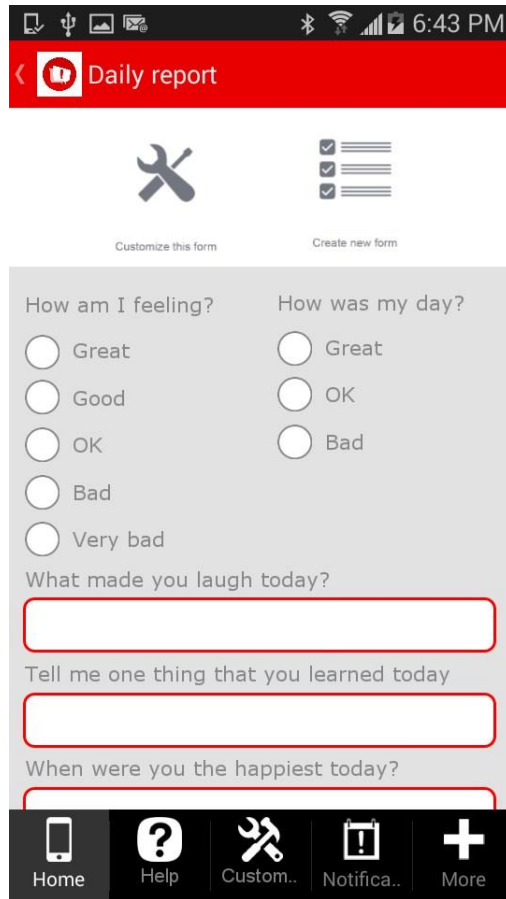 6:43 PM
Daily report
Customize this form
Create new form
How am I feeling?
Great
Good
OK
Bad
Very bad
How was my day?
Great
OK
Bad
What made you laugh today?
Tell me one thing that you learned today
When were you the happiest today?
Home
Help
Custom..
Notifica..
More